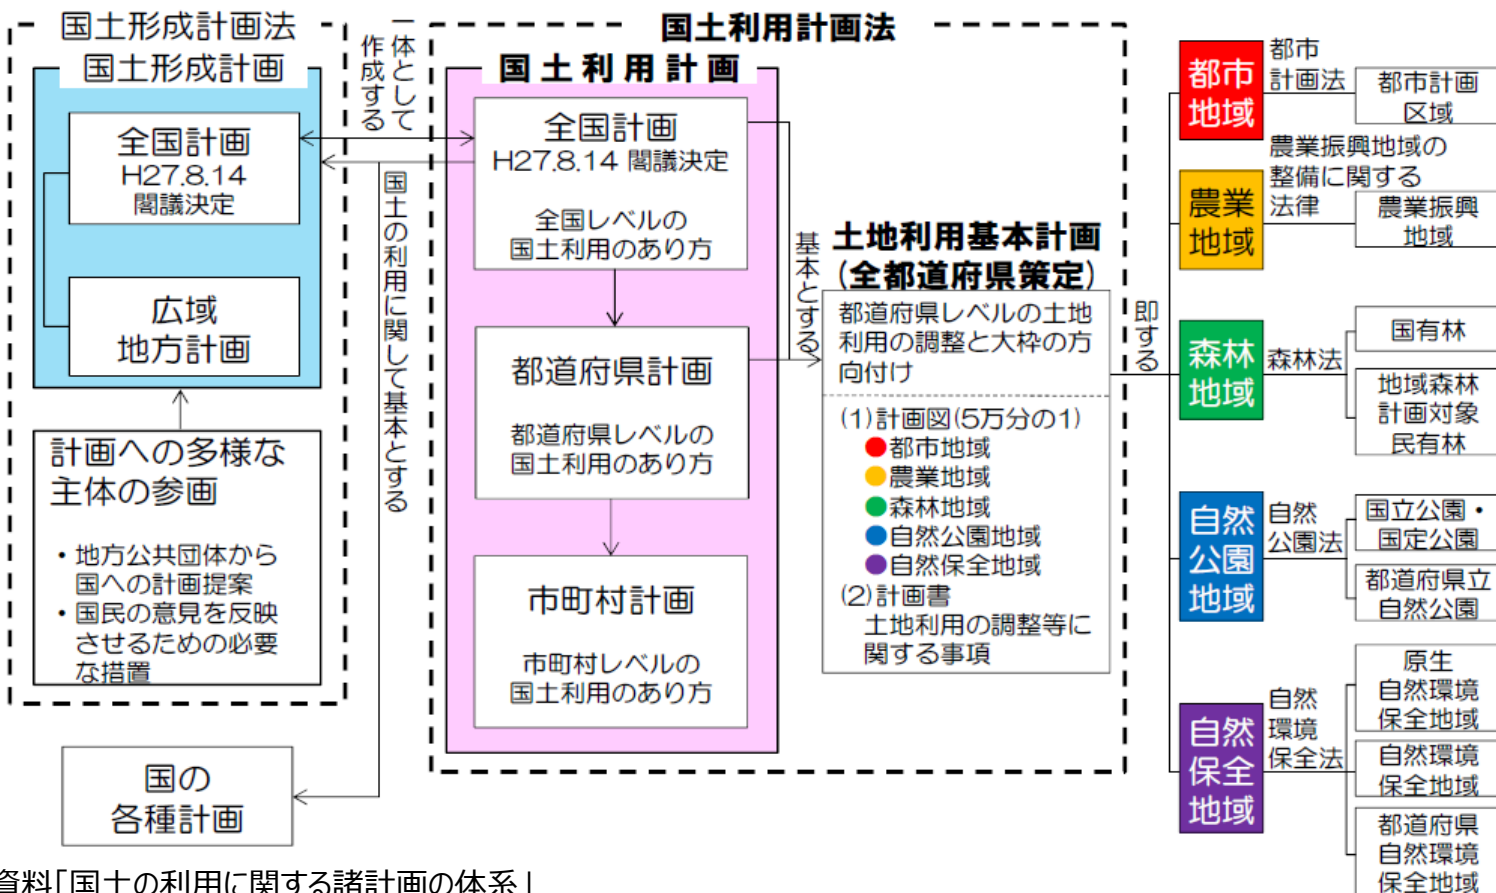 国土形成計画法
国土形成計画
全国計画
H27.8.14
閣議決定
広域
地方計画
計画への多様な
主体の参画
・地方公共団体から
国への計画提案
・国民の意見を反映
させるための必要
な措置
国の
各種計画
一体として
作成する
国土の利用に関して基本とする
国土利用計画法
国土利用計画
全国計画
H27.8.14 閣議決定
全国レベルの
国土利用のあり方
都道府県計画
都道府県レベルの
国土利用のあり方
市町村計画
市町村レベルの
国土利用のあり方
基本とする
土地利用基本計画
(全都道府県策定)
都道府県レベルの土地
利用の調整と大枠の方
向付け
(1)計画図(5万分の1)
●都市地域
●農業地域
●森林地域
●自然公園地域
●自然保全地域
(2)計画書
土地利用の調整等に
関する事項
即する
都市
地域
都市
計画法
都市計画
区域
農業
地域
農業振興地域の
整備に関する
法律
農業振興
地域
森林
地域
森林法
国有林
地域森林
計画対象
民有林
自然
公園
地域
自然
公園法
国立公園・
国定公園
都道府県立
自然公園
自然
保全
地域
自然
環境
保全法
原生
自然環境
保全地域
自然環境
保全地域
都道府県
自然環境
保全地域
資料「国土の利用に関する諸計画の体系」